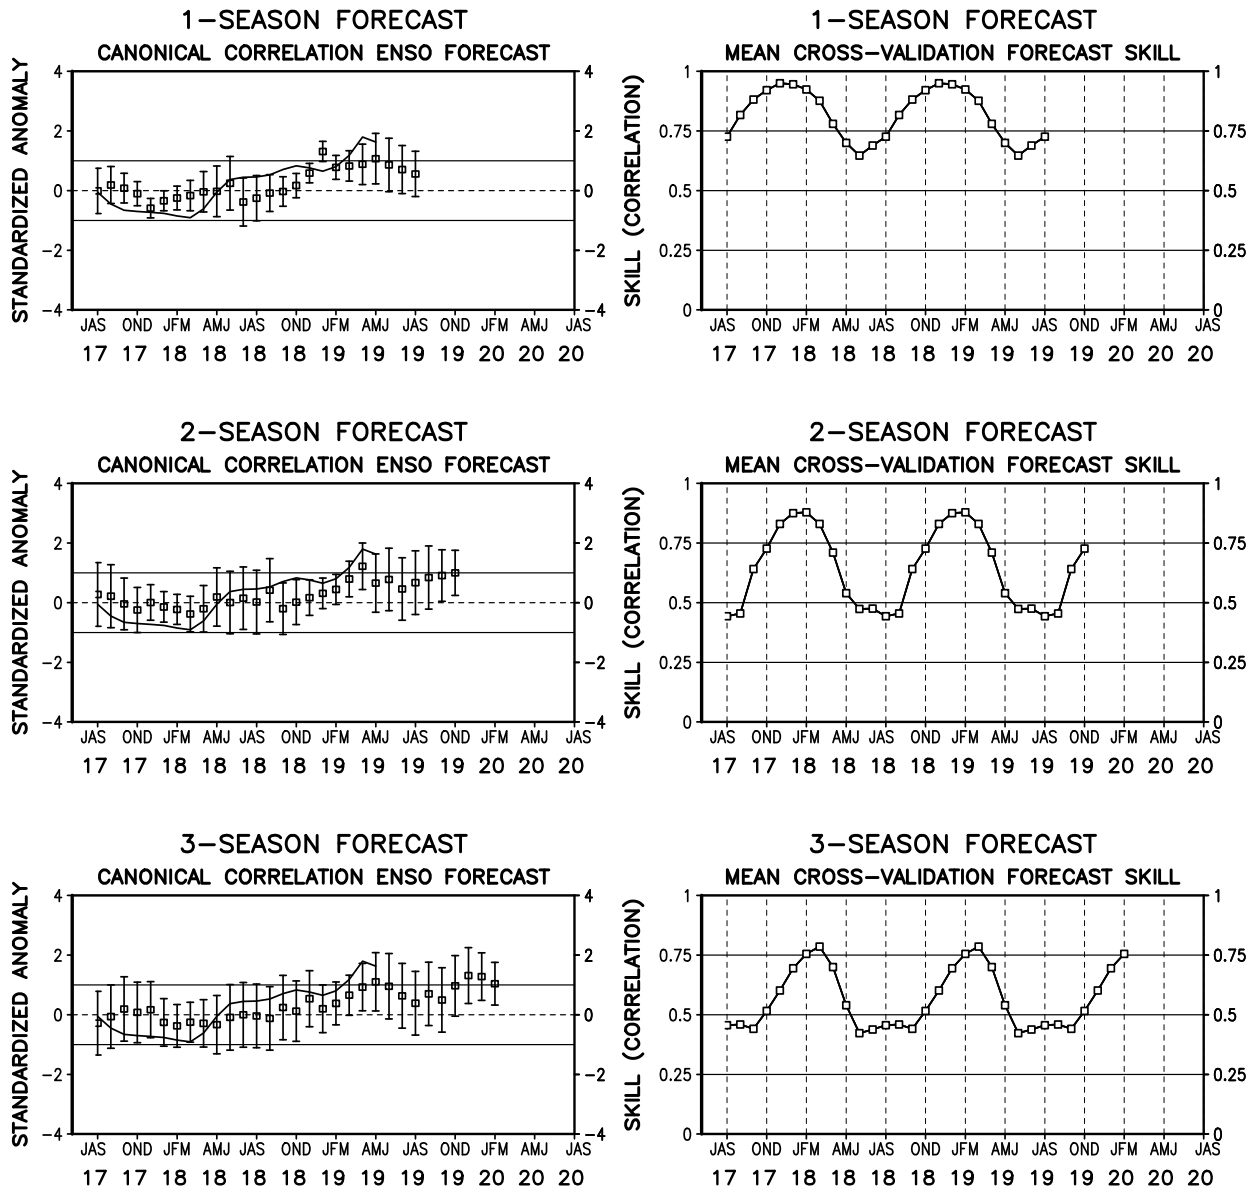 1−SEASON FORECAST
CANONICAL CORRELATION ENSO FORECAST
STANDARDIZED ANOMALY
4 4
2 2
0 0
−2 −2
−4 −4
JAS OND JFM AMJ JAS OND JFM AMJ JAS OND JFM AMJ JAS
17 17 18 18 18 18 19 19 19 19 20 20 20
1−SEASON FORECAST
MEAN CROSS−VALIDATION FORECAST SKILL
SKILL (CORRELATION)
1 1
0.75 0.75
0.5 0.5
0.25 0.25
0 0
JAS OND JFM AMJ JAS OND JFM AMJ JAS OND JFM AMJ JAS
17 17 18 18 18 18 19 19 19 19 20 20 20
2−SEASON FORECAST
CANONICAL CORRELATION ENSO FORECAST
STANDARDIZED ANOMALY
4 4
2 2
0 0
−2 −2
−4 −4
JAS OND JFM AMJ JAS OND JFM AMJ JAS OND JFM AMJ JAS
17 17 18 18 18 18 19 19 19 19 20 20 20
2−SEASON FORECAST
MEAN CROSS−VALIDATION FORECAST SKILL
SKILL (CORRELATION)
1 1
0.75 0.75
0.5 0.5
0.25 0.25
0 0
JAS OND JFM AMJ JAS OND JFM AMJ JAS OND JFM AMJ JAS
17 17 18 18 18 18 19 19 19 19 20 20 20
3−SEASON FORECAST
CANONICAL CORRELATION ENSO FORECAST
STANDARDIZED ANOMALY
4 4
2 2
0 0
−2 −2
−4 −4
JAS OND JFM AMJ JAS OND JFM AMJ JAS OND JFM AMJ JAS
17 17 18 18 18 18 19 19 19 19 20 20 20
3−SEASON FORECAST
MEAN CROSS−VALIDATION FORECAST SKILL
SKILL (CORRELATION)
1 1
0.75 0.75
0.5 0.5
0.25 0.25
0 0
JAS OND JFM AMJ JAS OND JFM AMJ JAS OND JFM AMJ JAS
17 17 18 18 18 18 19 19 19 19 20 20 20